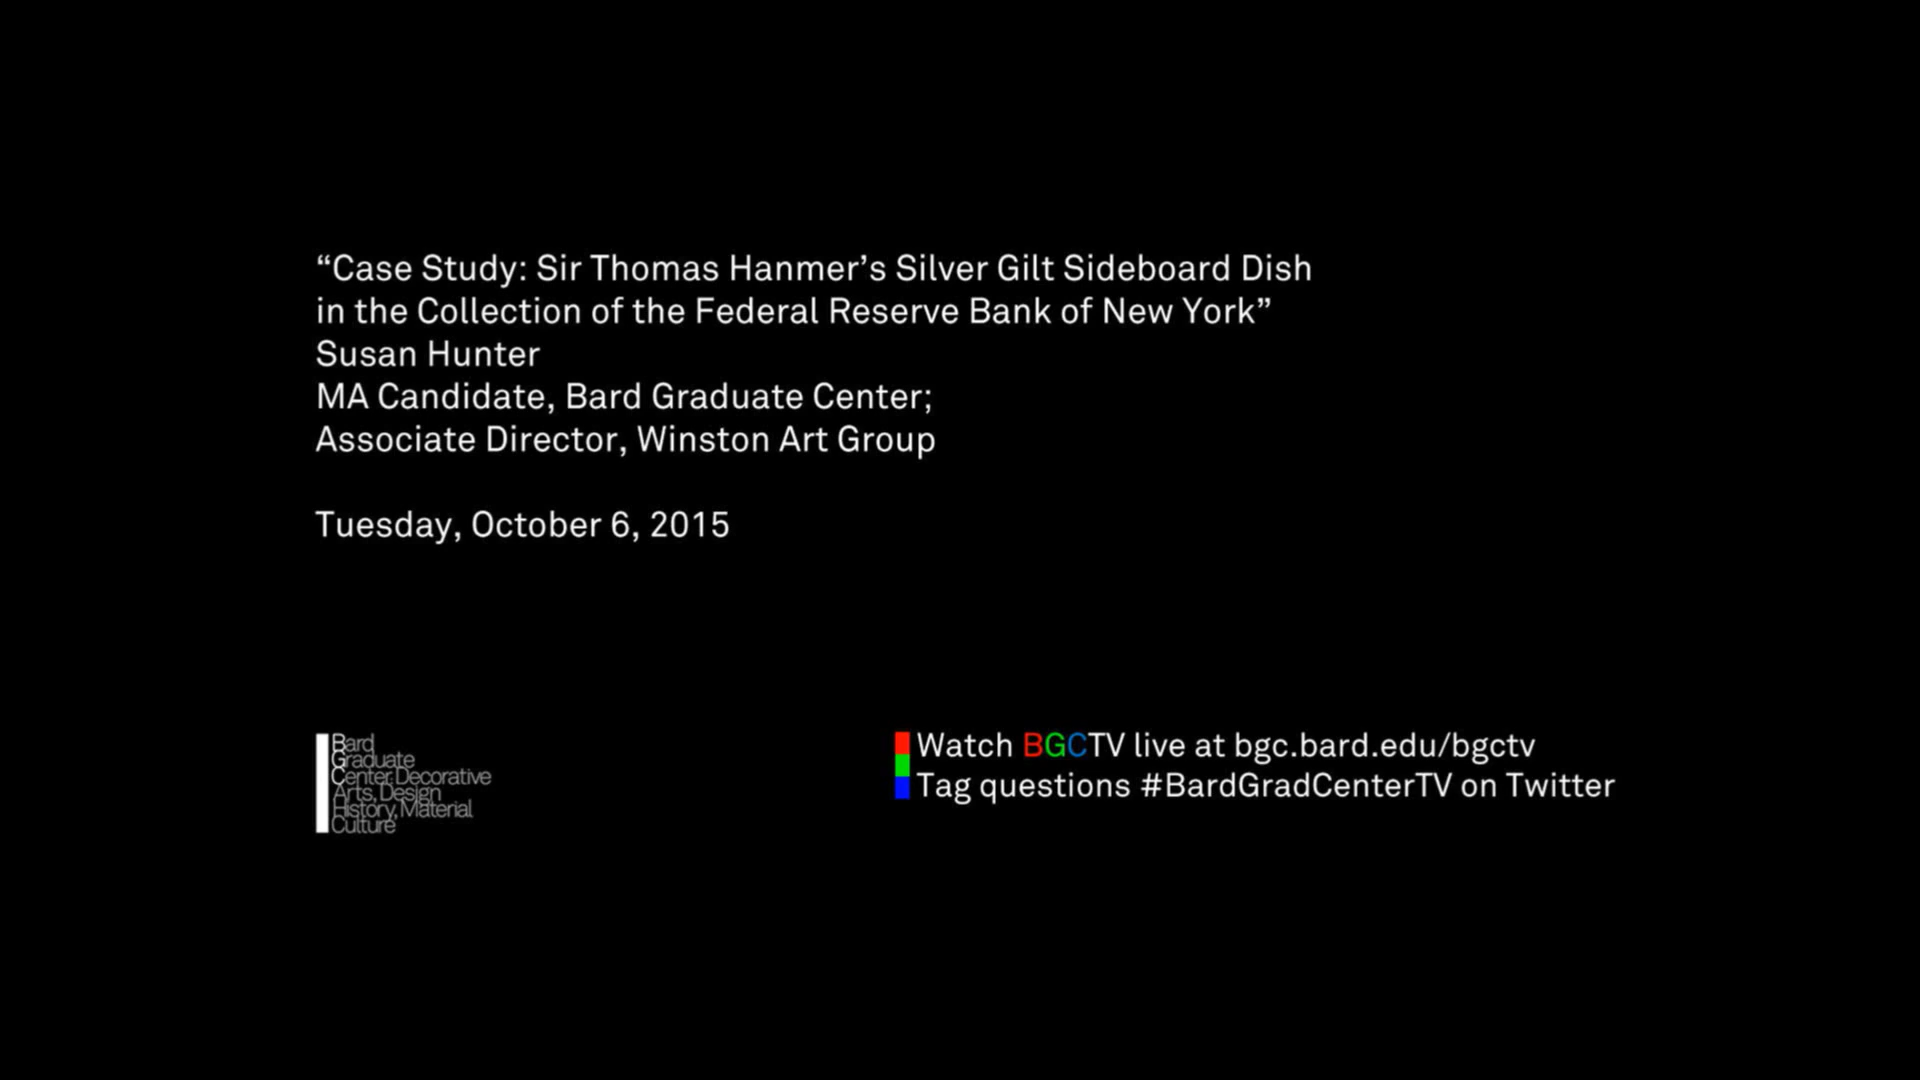 “Case Study: Sir Thomas Hanmer’s Silver Gilt Sideboard Dish
in the Collection of the Federal Reserve Bank of New York”
Susan Hunter
MA Candidate, Bard Graduate Center;
Associate Director, Winston Art Group
Tuesday, October 6, 2015
Bard
Graduate
Center: Decorative
Arts, Design
History, Material
Culture
Watch BGCTV live at bgc.bard.edu/bgctv
Tag questions #BardGradCenterTV on Twitter